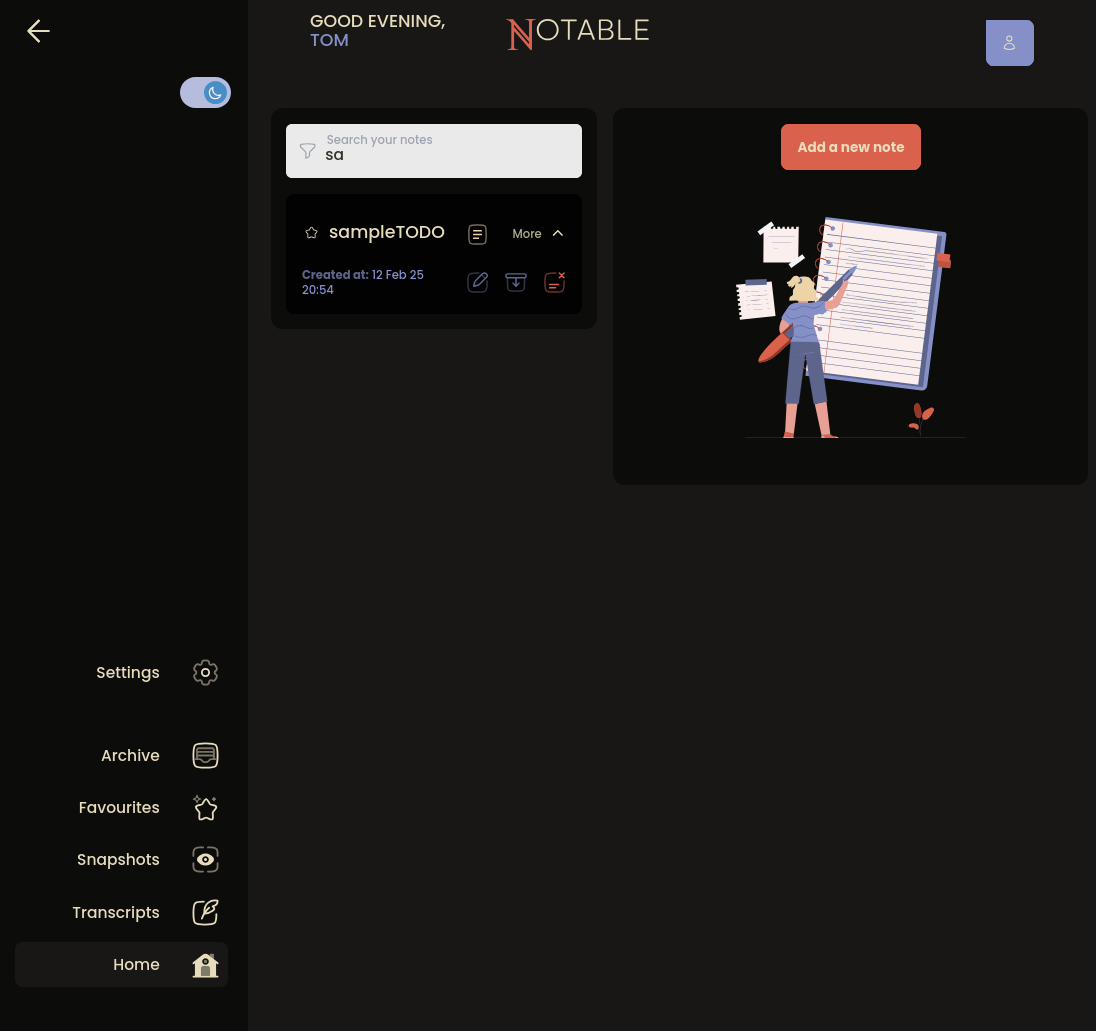 GOOD EVENING,
TOM
NOTABLE
Search your notes
sa
sampleTODO
More
Created at: 12 Feb 25
20:54
Add a new note
Settings
Archive
Favourites
Snapshots
Transcripts
Home